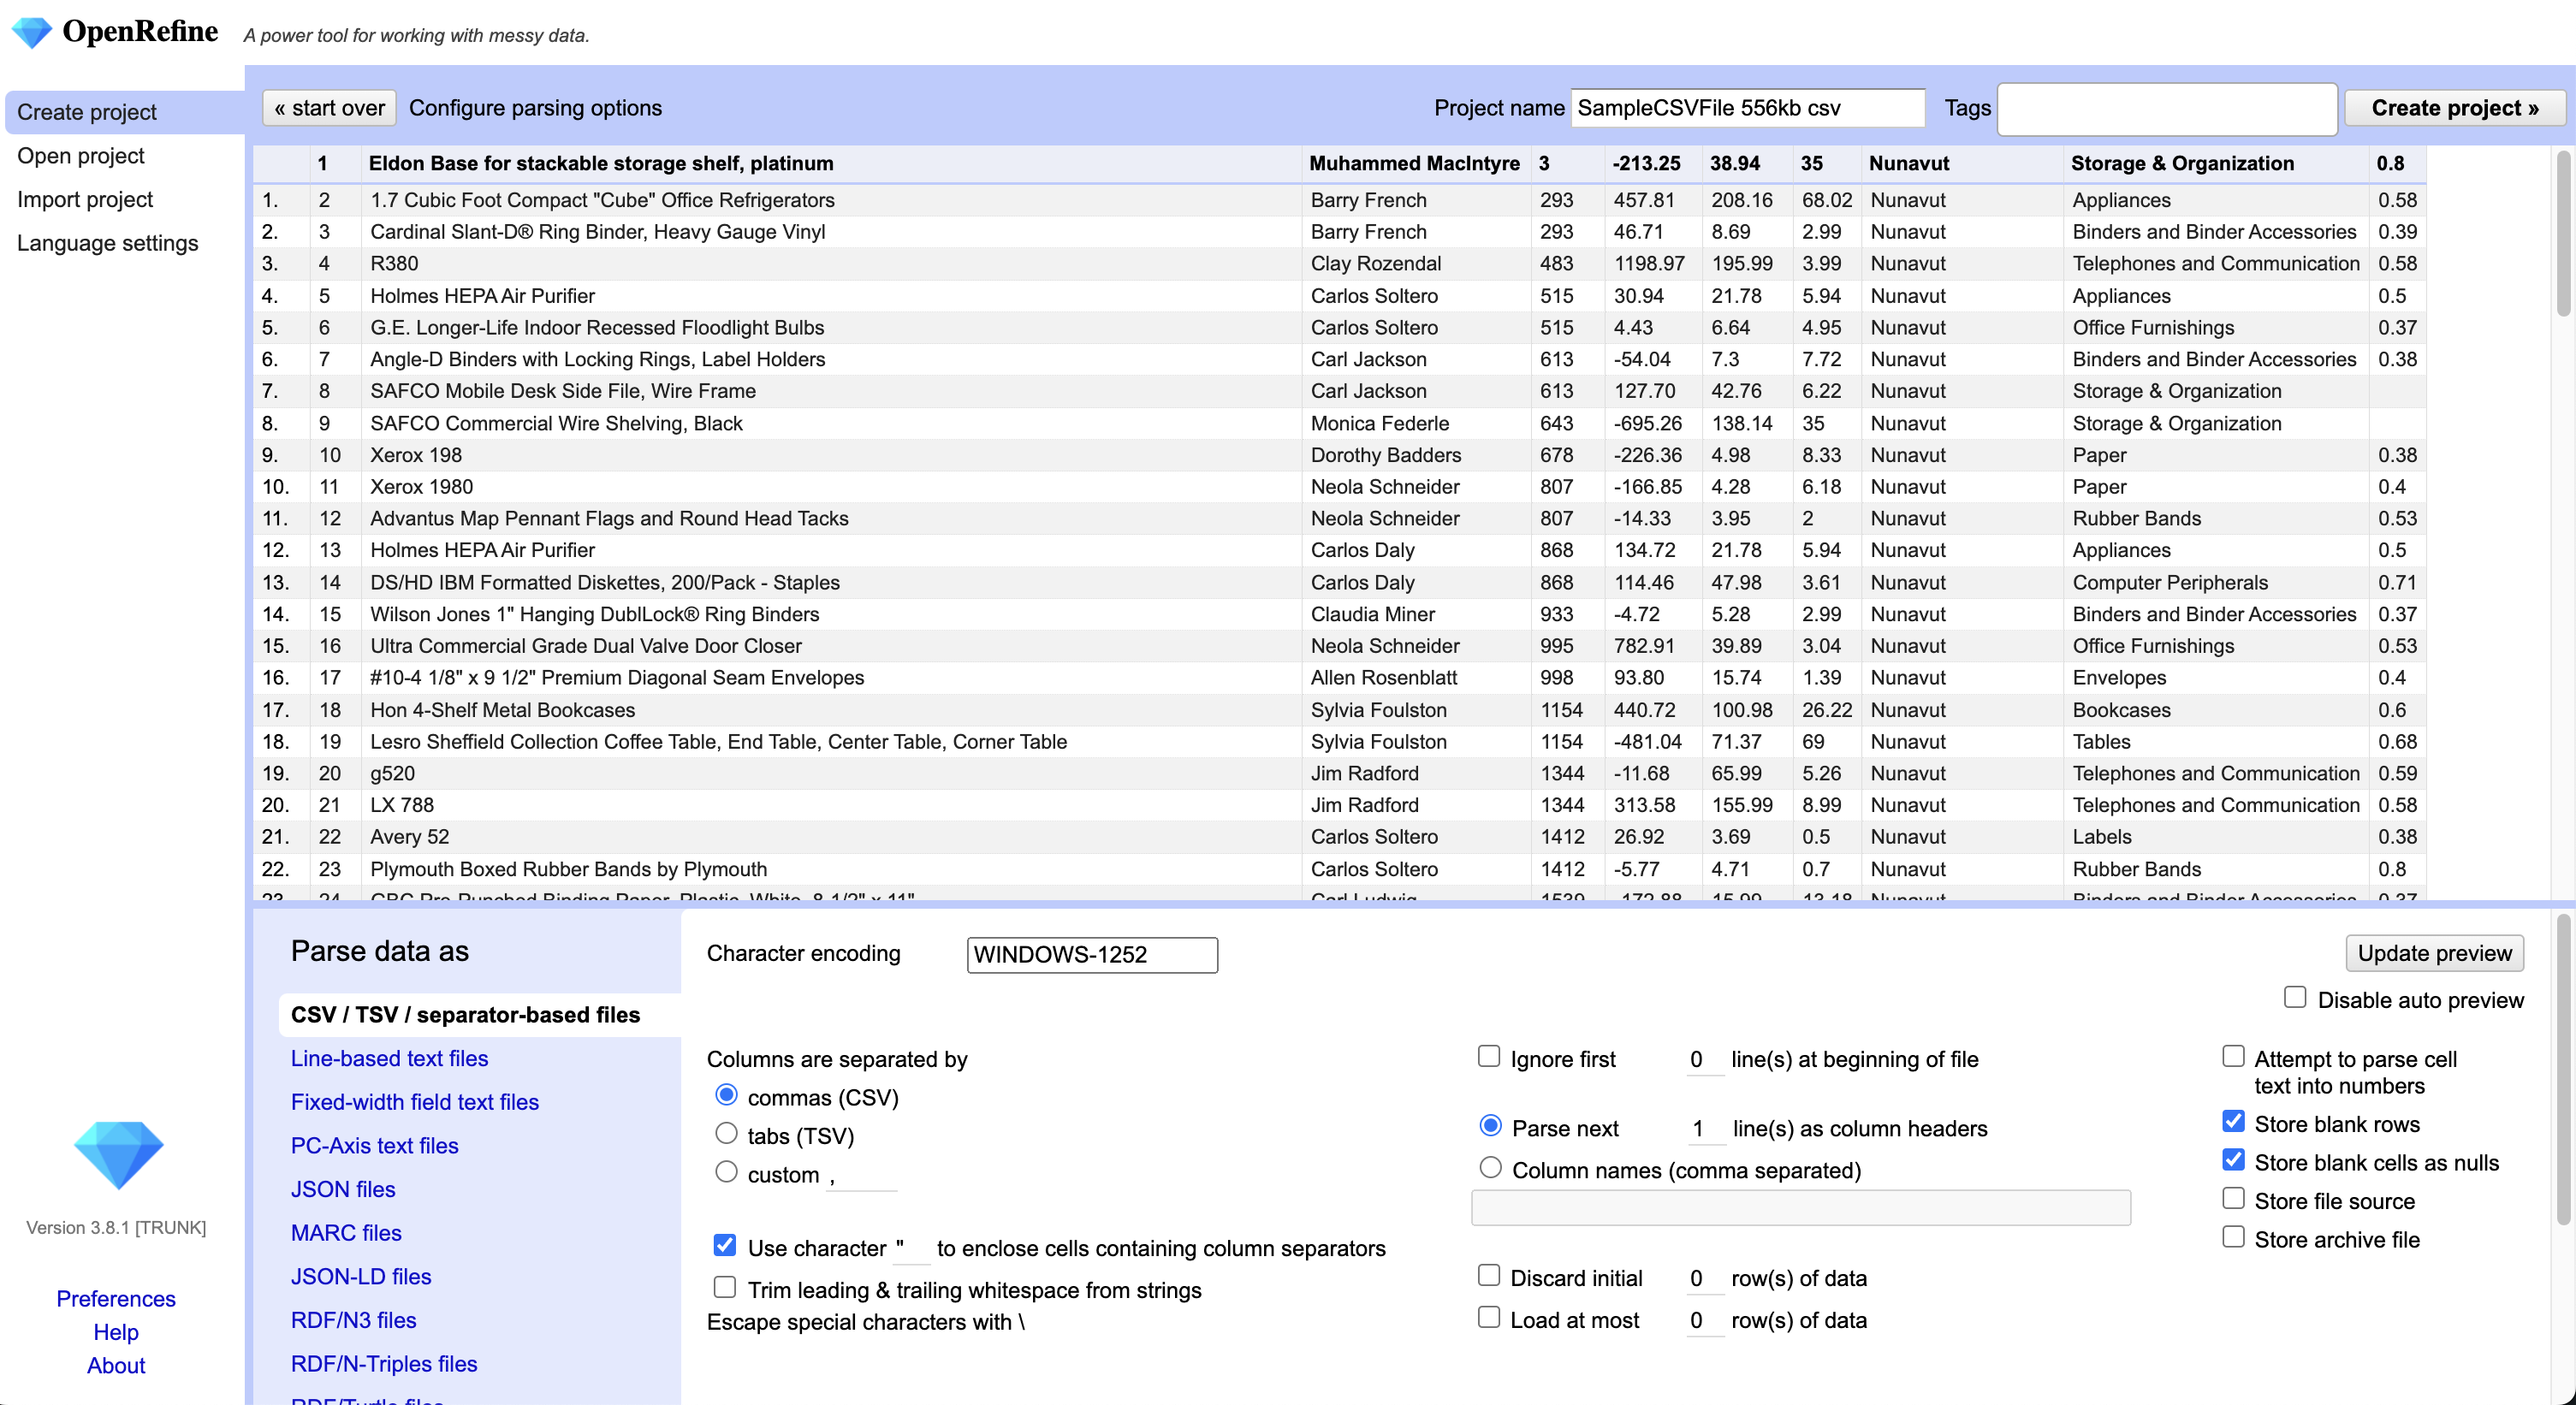 OpenRefine A power tool for working with messy data.
Create project
Open project
Import project
Language settings
« start over Configure parsing options Project name SampleCSVFile 556kb csv Tags Create project »
1 Eldon Base for stackable storage shelf, platinum Muhammed MacIntyre 3 -213.25 38.94 35 Nunavut Storage & Organization 0.8
1. 2 1.7 Cubic Foot Compact "Cube" Office Refrigerators Barry French 293 457.81 208.16 68.02 Nunavut Appliances 0.58
2. 3 Cardinal Slant-D® Ring Binder, Heavy Gauge Vinyl Barry French 293 46.71 8.69 2.99 Nunavut Binders and Binder Accessories 0.39
3. 4 R380 Clay Rozendal 483 1198.97 195.99 3.99 Nunavut Telephones and Communication 0.58
4. 5 Holmes HEPA Air Purifier Carlos Soltero 515 30.94 21.78 5.94 Nunavut Appliances 0.5
5. 6 G.E. Longer-Life Indoor Recessed Floodlight Bulbs Carlos Soltero 515 4.43 6.64 4.95 Nunavut Office Furnishings 0.37
6. 7 Angle-D Binders with Locking Rings, Label Holders Carl Jackson 613 -54.04 7.3 7.72 Nunavut Binders and Binder Accessories 0.38
7. 8 SAFCO Mobile Desk Side File, Wire Frame Carl Jackson 613 127.70 42.76 6.22 Nunavut Storage & Organization
8. 9 SAFCO Commercial Wire Shelving, Black Monica Federle 643 -695.26 138.14 35 Nunavut Storage & Organization
9. 10 Xerox 198 Dorothy Badders 678 -226.36 4.98 8.33 Nunavut Paper 0.38
10. 11 Xerox 1980 Neola Schneider 807 -166.85 4.28 6.18 Nunavut Paper 0.4
11. 12 Advantus Map Pennant Flags and Round Head Tacks Neola Schneider 807 -14.33 3.95 2 Nunavut Rubber Bands 0.53
12. 13 Holmes HEPA Air Purifier Carlos Daly 868 134.72 21.78 5.94 Nunavut Appliances 0.5
13. 14 DS/HD IBM Formatted Diskettes, 200/Pack - Staples Carlos Daly 868 114.46 47.98 3.61 Nunavut Computer Peripherals 0.71
14. 15 Wilson Jones 1" Hanging DublLock® Ring Binders Claudia Miner 933 -4.72 5.28 2.99 Nunavut Binders and Binder Accessories 0.37
15. 16 Ultra Commercial Grade Dual Valve Door Closer Neola Schneider 995 782.91 39.89 3.04 Nunavut Office Furnishings 0.53
16. 17 #10-4 1/8" x 9 1/2" Premium Diagonal Seam Envelopes Allen Rosenblatt 998 93.80 15.74 1.39 Nunavut Envelopes 0.4
17. 18 Hon 4-Shelf Metal Bookcases Sylvia Foulston 1154 440.72 100.98 26.22 Nunavut Bookcases 0.6
18. 19 Lesro Sheffield Collection Coffee Table, End Table, Center Table, Corner Table Sylvia Foulston 1154 -481.04 71.37 69 Nunavut Tables 0.68
19. 20 g520 Jim Radford 1344 -11.68 65.99 5.26 Nunavut Telephones and Communication 0.59
20. 21 LX 788 Jim Radford 1344 313.58 155.99 8.99 Nunavut Telephones and Communication 0.58
21. 22 Avery 52 Carlos Soltero 1412 26.92 3.69 0.5 Nunavut Labels 0.38
22. 23 Plymouth Boxed Rubber Bands by Plymouth Carlos Soltero 1412 -5.77 4.71 0.7 Nunavut Rubber Bands 0.8
23. 24 GBC Pre-Punched Binding Paper, Plastic, White, 8-1/2" x 11" Carl Ludwig 1539 -172.88 15.99 13.18 Nunavut Binders and Binder Accessories 0.37
Parse data as
CSV / TSV / separator-based files
Line-based text files
Fixed-width field text files
PC-Axis text files
JSON files
MARC files
JSON-LD files
RDF/N3 files
RDF/N-Triples files
RDF/Turtle files
Character encoding WINDOWS-1252
Update preview
Disable auto preview
Columns are separated by
commas (CSV)
tabs (TSV)
custom ,
Use character " to enclose cells containing column separators
Trim leading & trailing whitespace from strings
Escape special characters with \
Ignore first 0 line(s) at beginning of file
Parse next 1 line(s) as column headers
Column names (comma separated)
Discard initial 0 row(s) of data
Load at most 0 row(s) of data
Attempt to parse cell
text into numbers
Store blank rows
Store blank cells as nulls
Store file source
Store archive file
Version 3.8.1 [TRUNK]
Preferences
Help
About